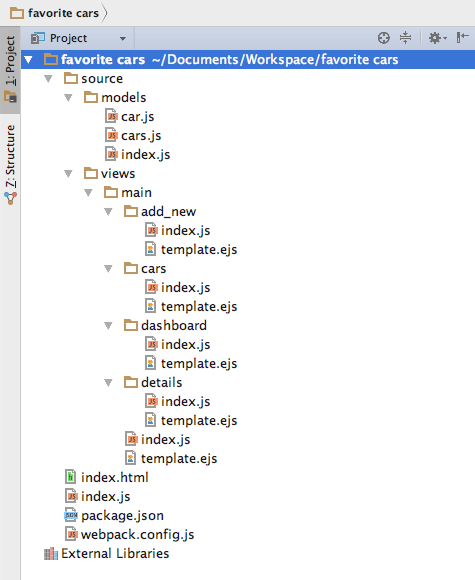 favorite cars
Project
1: Project
Z: Structure
favorite cars ~/Documents/Workspace/favorite cars
source
models
car.js
cars.js
index.js
views
main
add_new
index.js
template.ejs
cars
index.js
template.ejs
dashboard
index.js
template.ejs
details
index.js
template.ejs
index.js
template.ejs
index.html
index.js
package.json
webpack.config.js
External Libraries